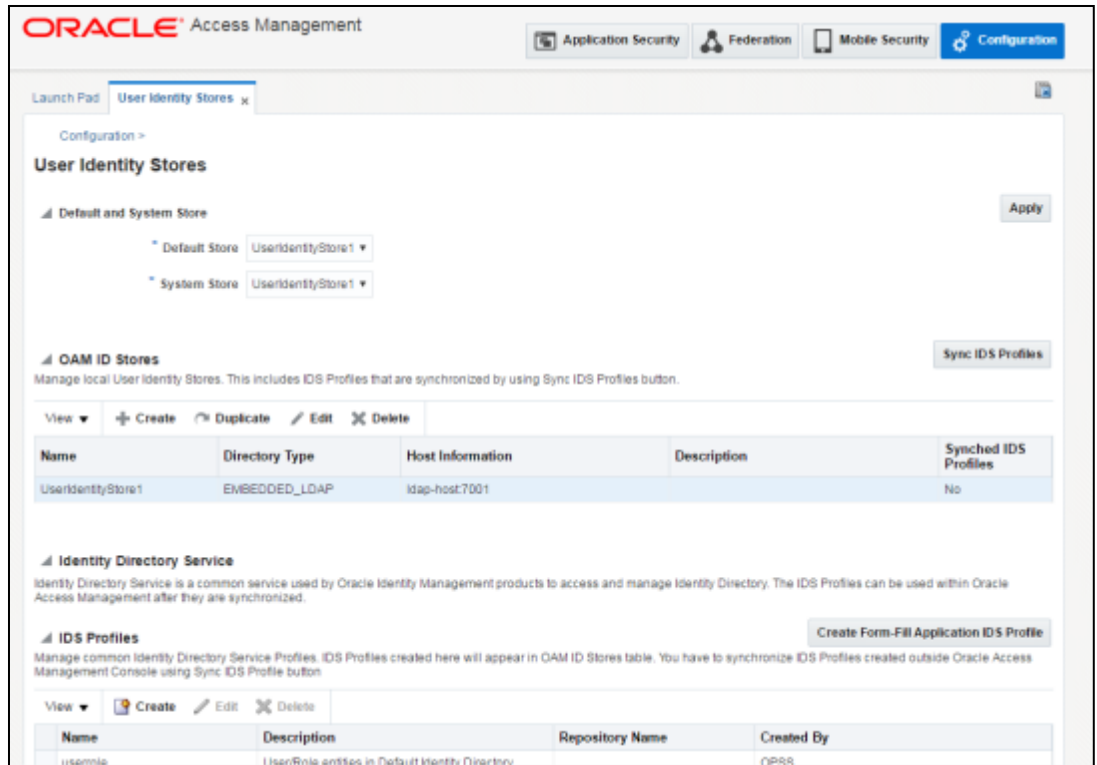 ORACLE Access Management
Application Security Federation Mobile Security Configuration
Launch Pad User Identity Stores x
Configuration >
User Identity Stores
Default and System Store Apply
* Default Store UserIdentityStore1
* System Store UserIdentityStore1
Sync IDS Profiles
OAM ID Stores
Manage local User Identity Stores. This includes IDS Profiles that are synchronized by using Sync IDS Profiles button.
View Create Duplicate Edit Delete
Name Directory Type Host Information Description Synched IDS Profiles
UserIdentityStore1 EMBEDDED_LDAP ldap-host:7001 No
Identity Directory Service
Identity Directory Service is a common service used by Oracle Identity Management products to access and manage Identity Directory. The IDS Profiles can be used within Oracle
Access Management after they are synchronized.
IDS Profiles Create Form-Fill Application IDS Profile
Manage common Identity Directory Service Profiles. IDS Profiles created here will appear in OAM ID Stores table. You have to synchronize IDS Profiles created outside Oracle Access
Management Console using Sync IDS Profile button
View Create Edit Delete
Name Description Repository Name Created By
userrole User/Role entities in Default Identity Directory OPSS